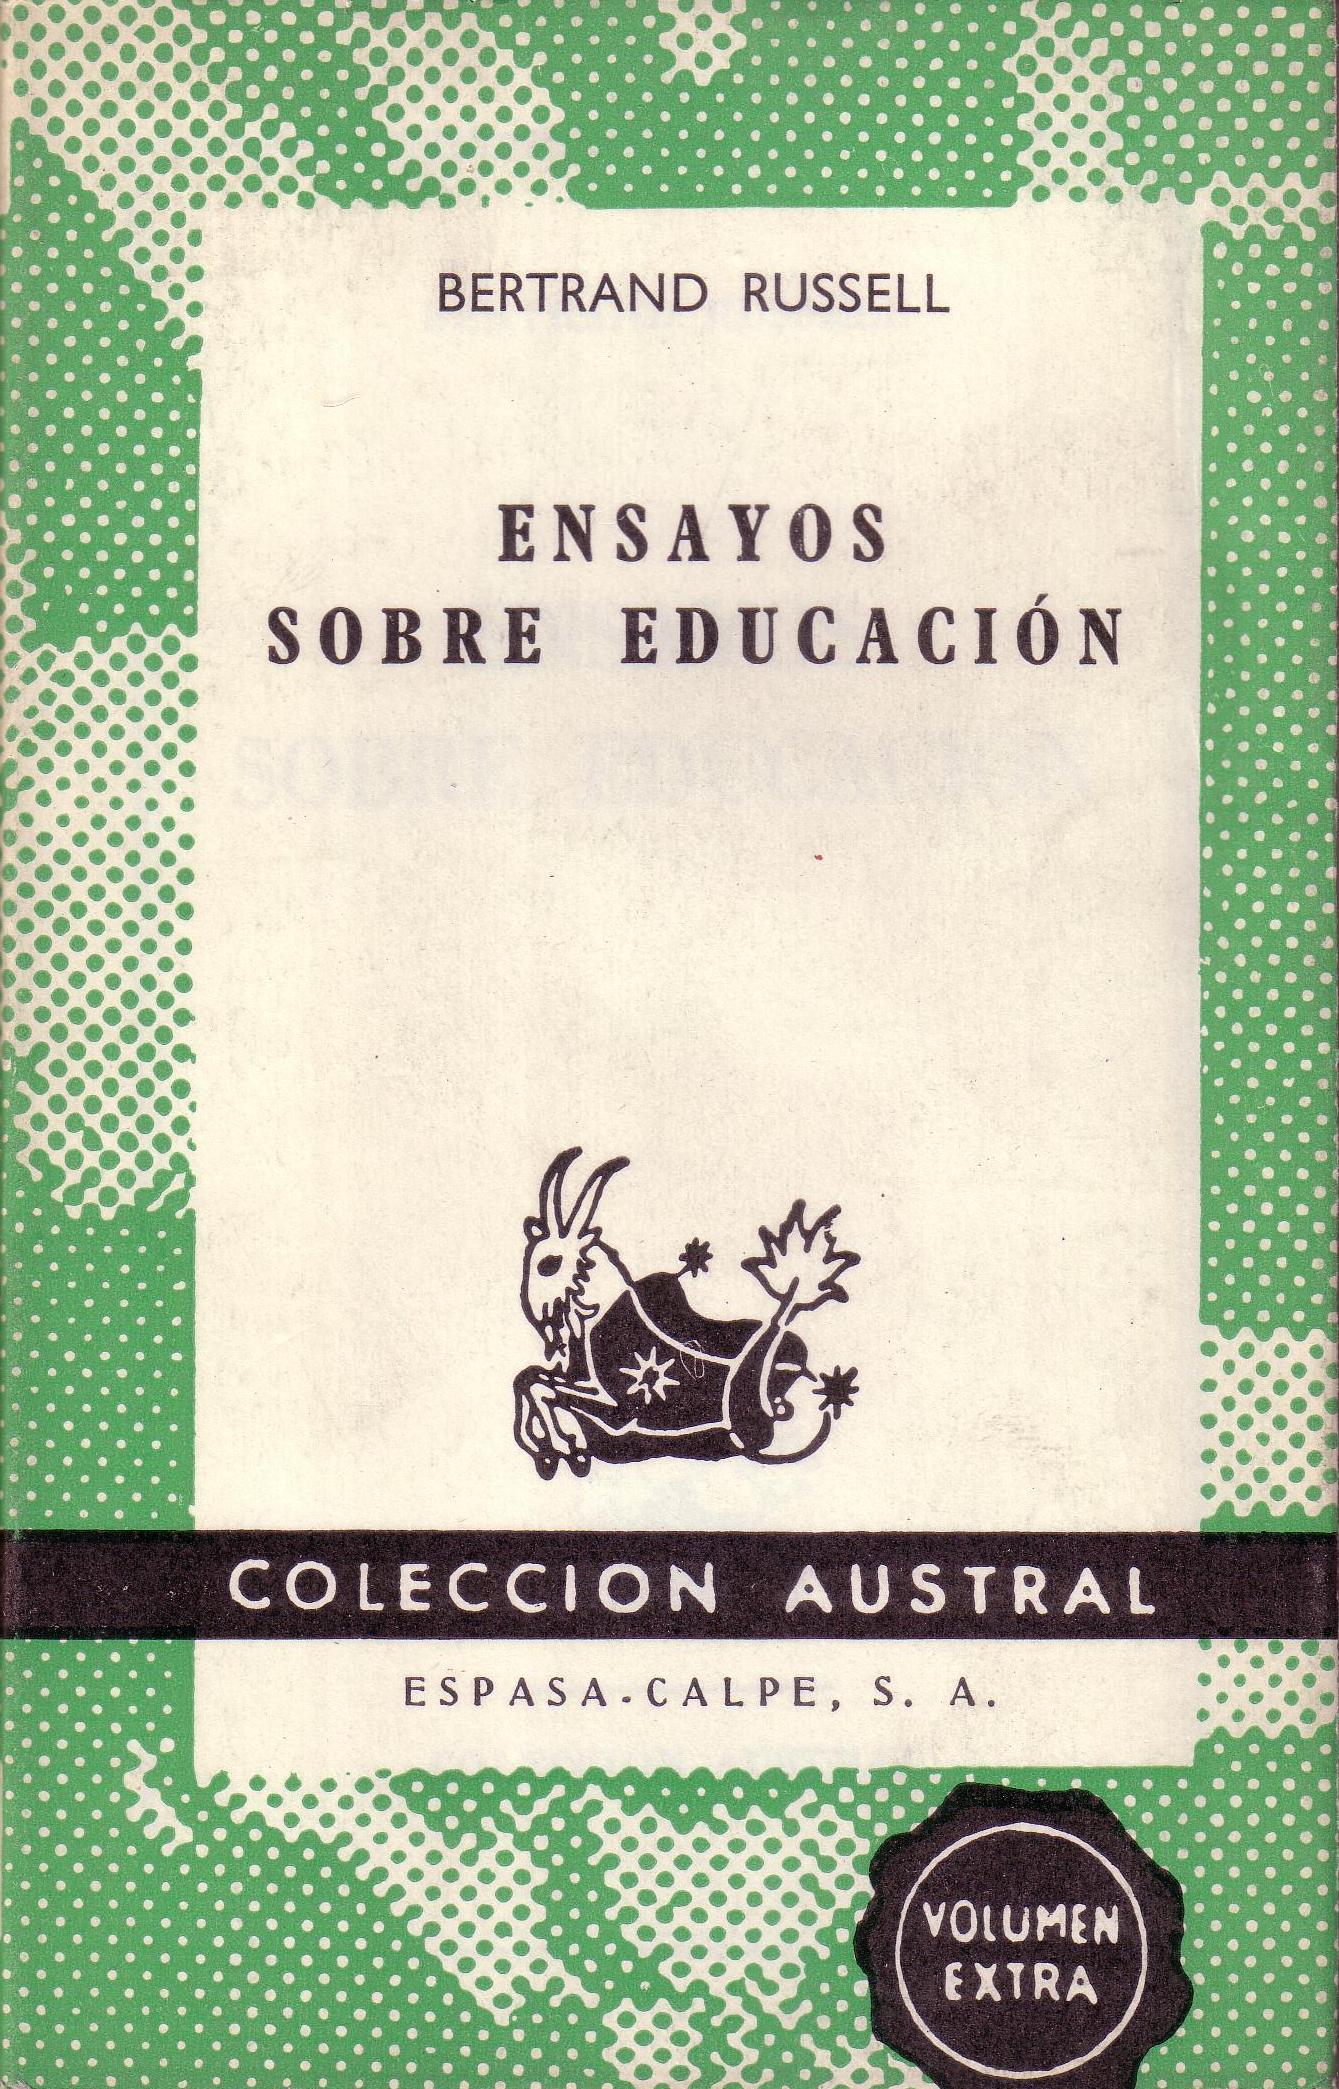 BERTRAND RUSSELL
ENSAYOS
SOBRE EDUCACIÓN
COLECCION AUSTRAL
ESPASA-CALPE, S. A.
VOLUMEN
EXTRA